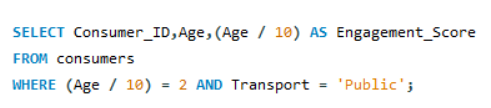 SELECT Consumer_ID,Age,(Age / 10) AS Engagement_Score
FROM consumers
WHERE (Age / 10) = 2 AND Transport = 'Public';